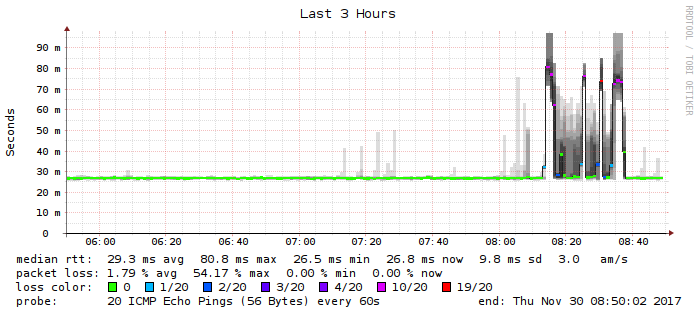 Last 3 Hours
RRDTOOL / TOBI OETIKER
Seconds
90 m
80 m
70 m
60 m
50 m
40 m
30 m
20 m
10 m
0
06:00 06:20 06:40 07:00 07:20 07:40 08:00 08:20 08:40
median rtt: 29.3 ms avg 80.8 ms max 26.5 ms min 26.8 ms now 9.8 ms sd 3.0 am/s
packet loss: 1.79 % avg 54.17 % max 0.00 % min 0.00 % now
loss color: 0 1/20 2/20 3/20 4/20 10/20 19/20
probe: 20 ICMP Echo Pings (56 Bytes) every 60s end: Thu Nov 30 08:50:02 2017